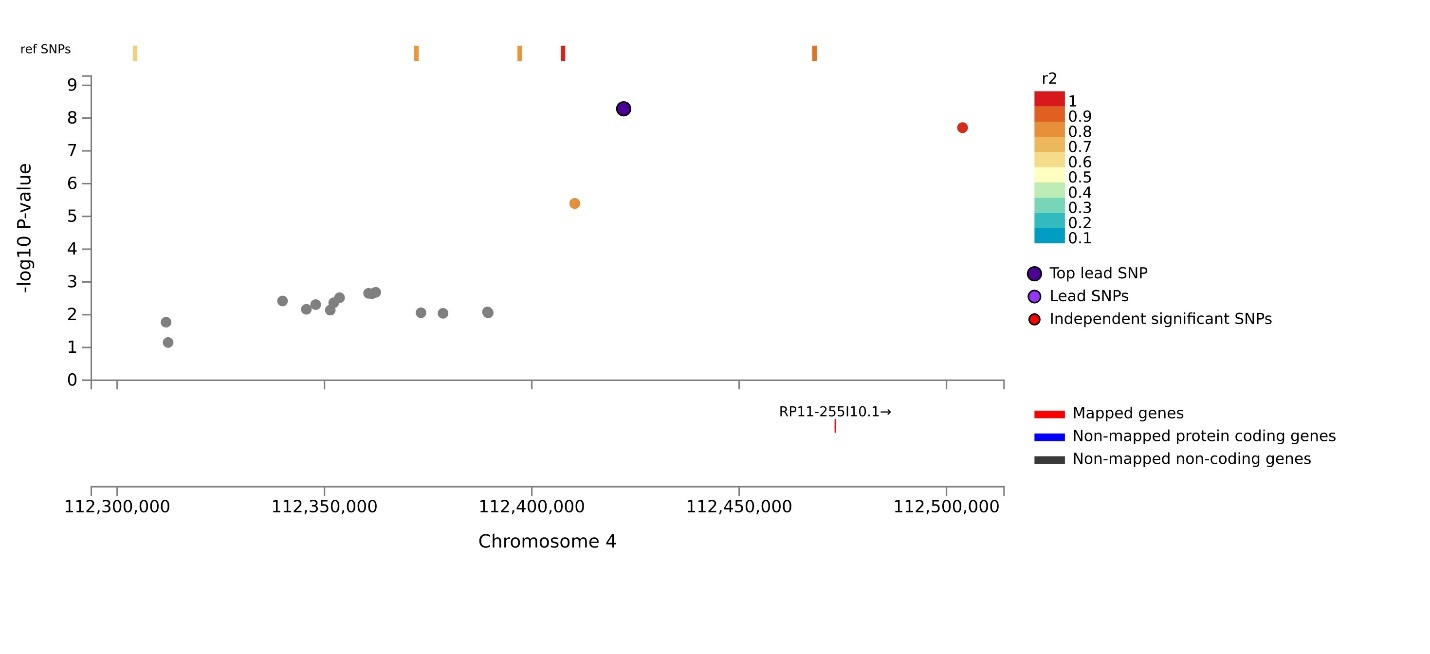 ref SNPs
9
8
7
6
5
4
3
2
1
0
-log10 P-value
r2
1
0.9
0.8
0.7
0.6
0.5
0.4
0.3
0.2
0.1
Top lead SNP
Lead SNPs
Independent significant SNPs
RP11-255I10.1→
Mapped genes
Non-mapped protein coding genes
Non-mapped non-coding genes
112,300,000 112,350,000 112,400,000 112,450,000 112,500,000
Chromosome 4